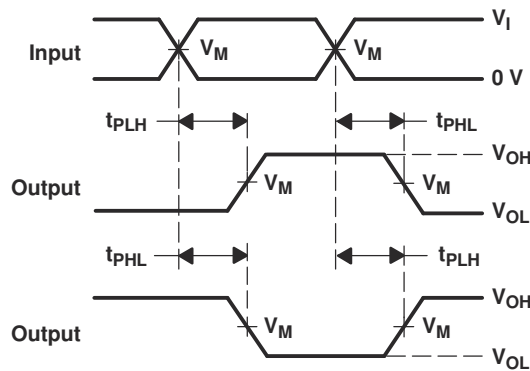 V_I
Input V_M V_M
0 V
t_PLH t_PHL
V_OH
Output V_M V_M
V_OL
t_PHL t_PLH
V_OH
Output V_M V_M
V_OL